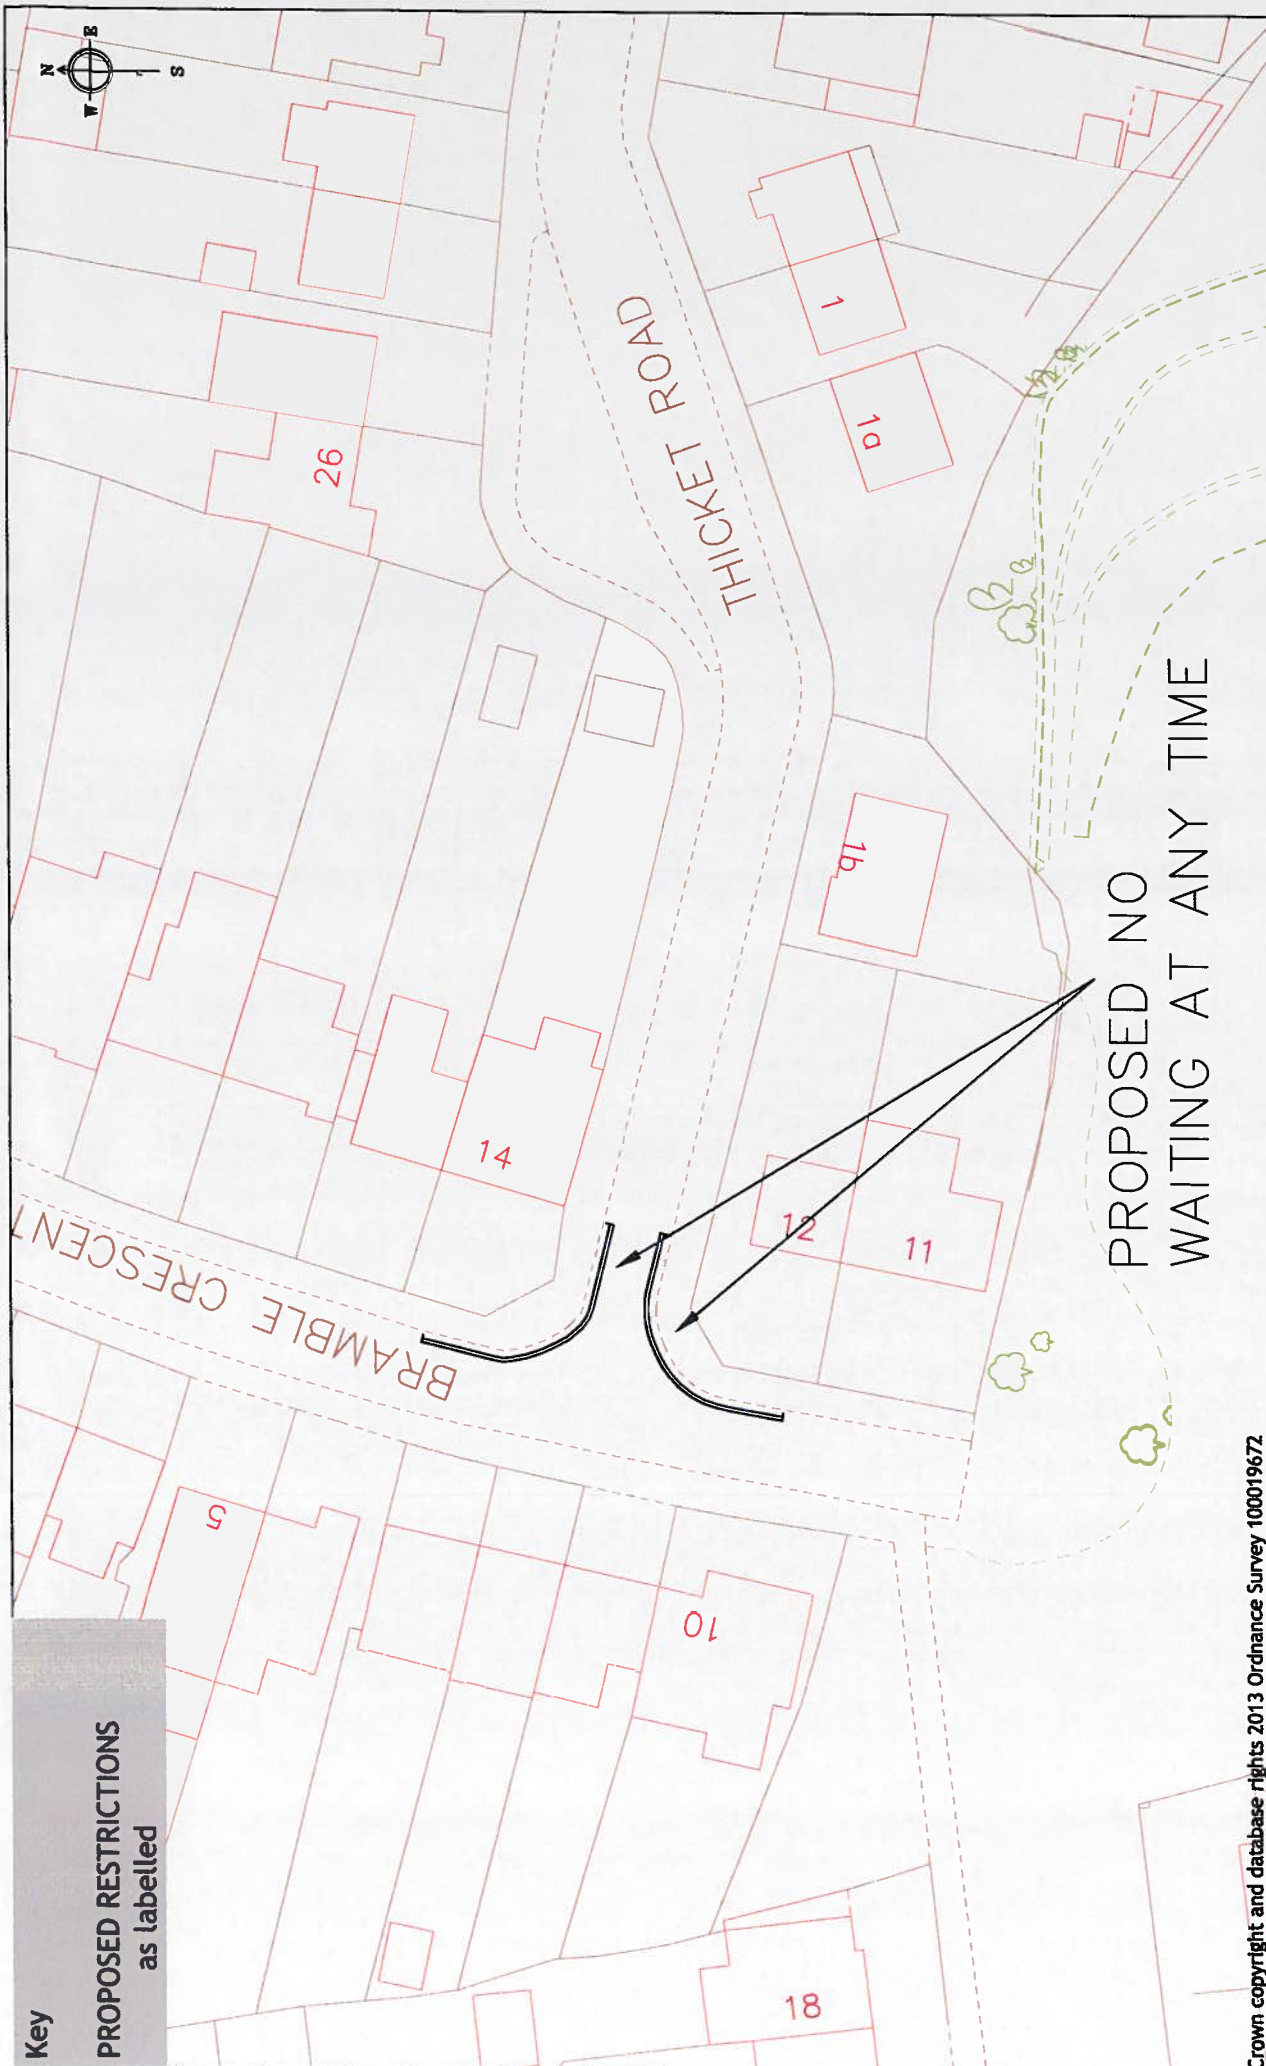 Key
PROPOSED RESTRICTIONS
as labelled
N
E
S
W
BRAMBLE CRESCENT
THICKET ROAD
5
10
18
14
26
12
11
1b
1a
1
PROPOSED NO
WAITING AT ANY TIME
Crown copyright and database rights 2013 Ordnance Survey 100019672